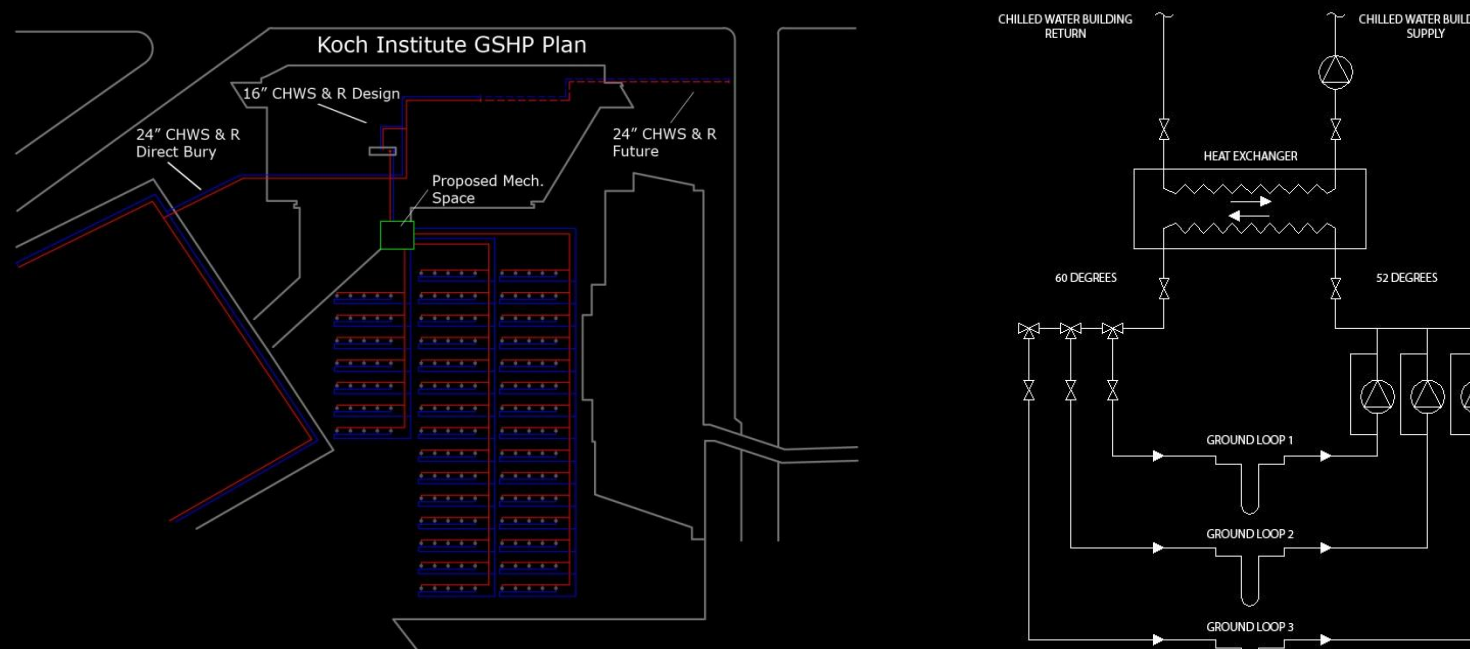 Koch Institute GSHP Plan
16” CHWS & R Design
24” CHWS & R
Direct Bury
24” CHWS & R
Future
Proposed Mech.
Space
CHILLED WATER BUILDING
RETURN
CHILLED WATER BUILD
SUPPLY
HEAT EXCHANGER
60 DEGREES
52 DEGREES
GROUND LOOP 1
GROUND LOOP 2
GROUND LOOP 3